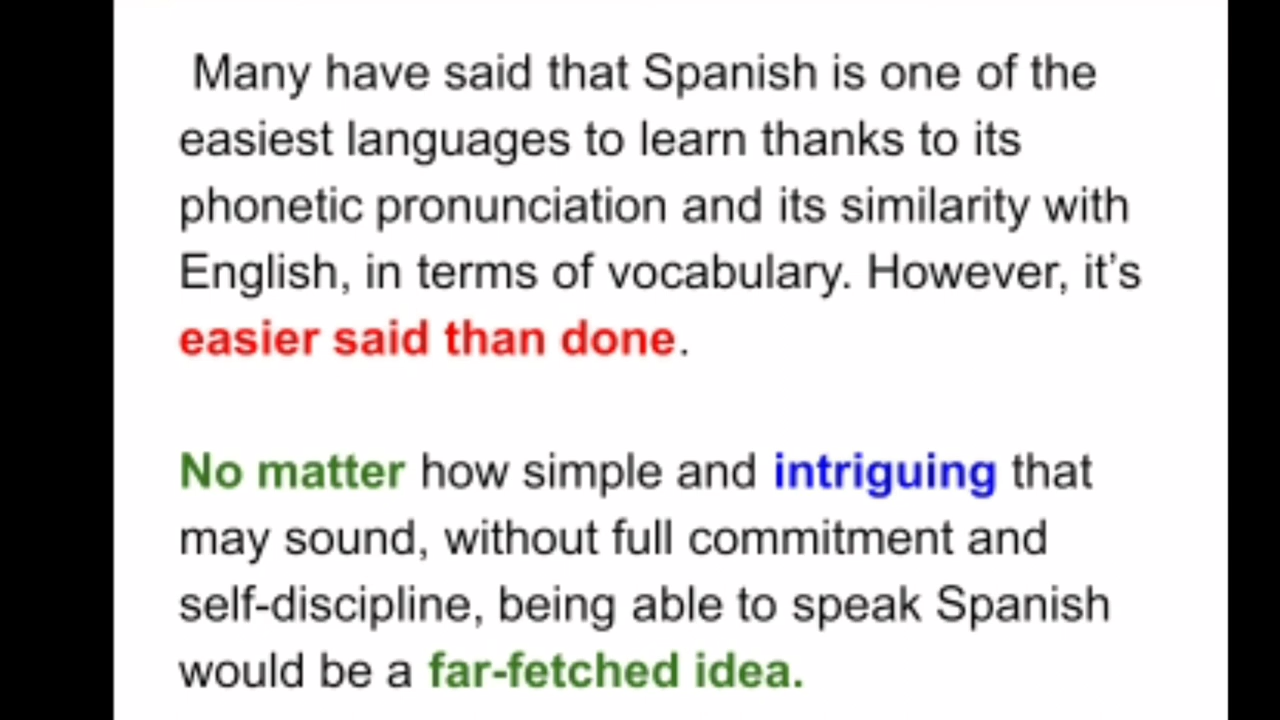 Many have said that Spanish is one of the
easiest languages to learn thanks to its
phonetic pronunciation and its similarity with
English, in terms of vocabulary. However, it’s
easier said than done.
No matter how simple and intriguing that
may sound, without full commitment and
self-discipline, being able to speak Spanish
would be a far-fetched idea.